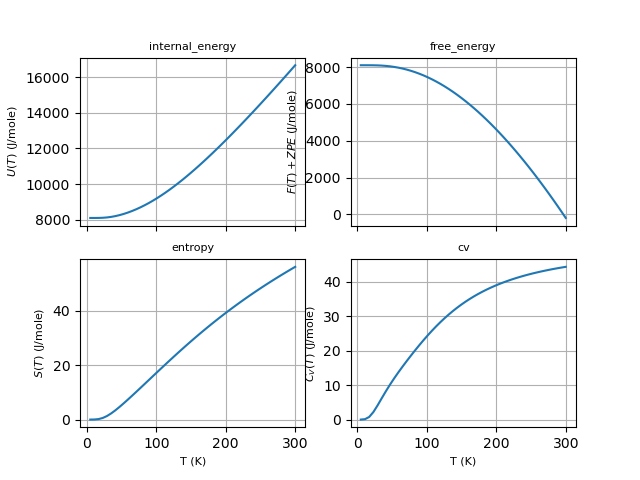 internal_energy
U(T) (J/mole)
16000
14000
12000
10000
8000
free_energy
F(T) + ZPE (J/mole)
8000
6000
4000
2000
0
entropy
S(T) (J/mole)
40
20
0
0 100 200 300
T (K)
cv
C_V(T) (J/mole)
40
30
20
10
0
0 100 200 300
T (K)